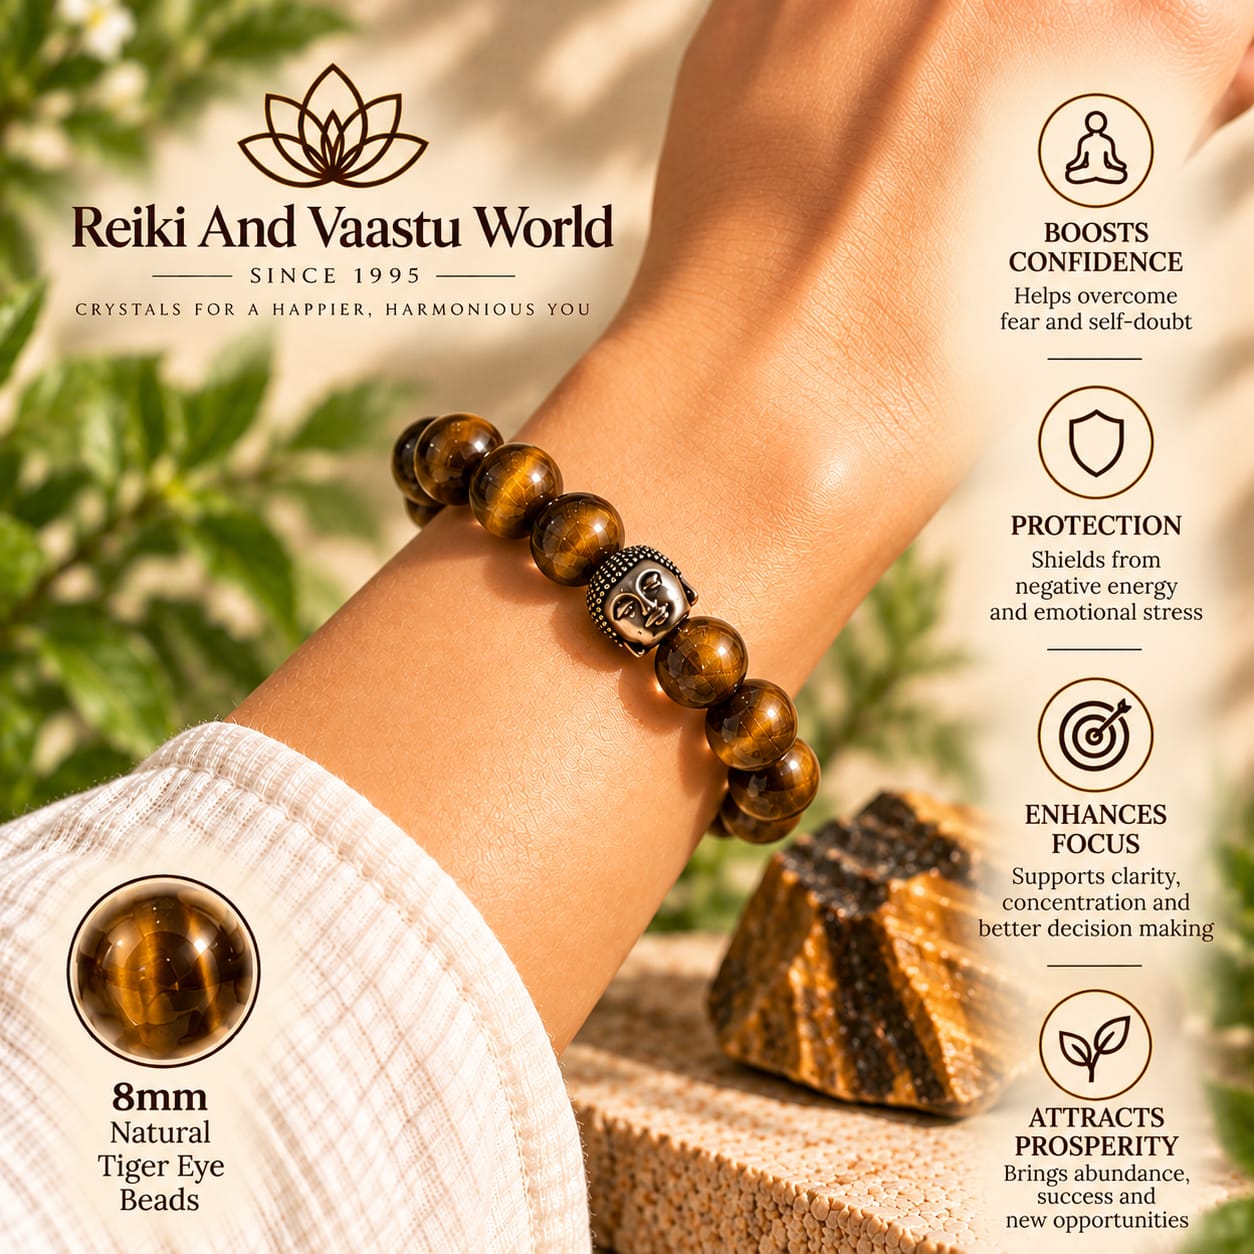 Reiki And Vaastu World
SINCE 1995
CRYSTALS FOR A HAPPIER, HARMONIOUS YOU
BOOSTS
CONFIDENCE
Helps overcome
fear and self-doubt
PROTECTION
Shields from
negative energy
and emotional stress
ENHANCES
FOCUS
Supports clarity,
concentration and
better decision making
ATTRACTS
PROSPERITY
Brings abundance,
success and
new opportunities
8mm
Natural
Tiger Eye
Beads